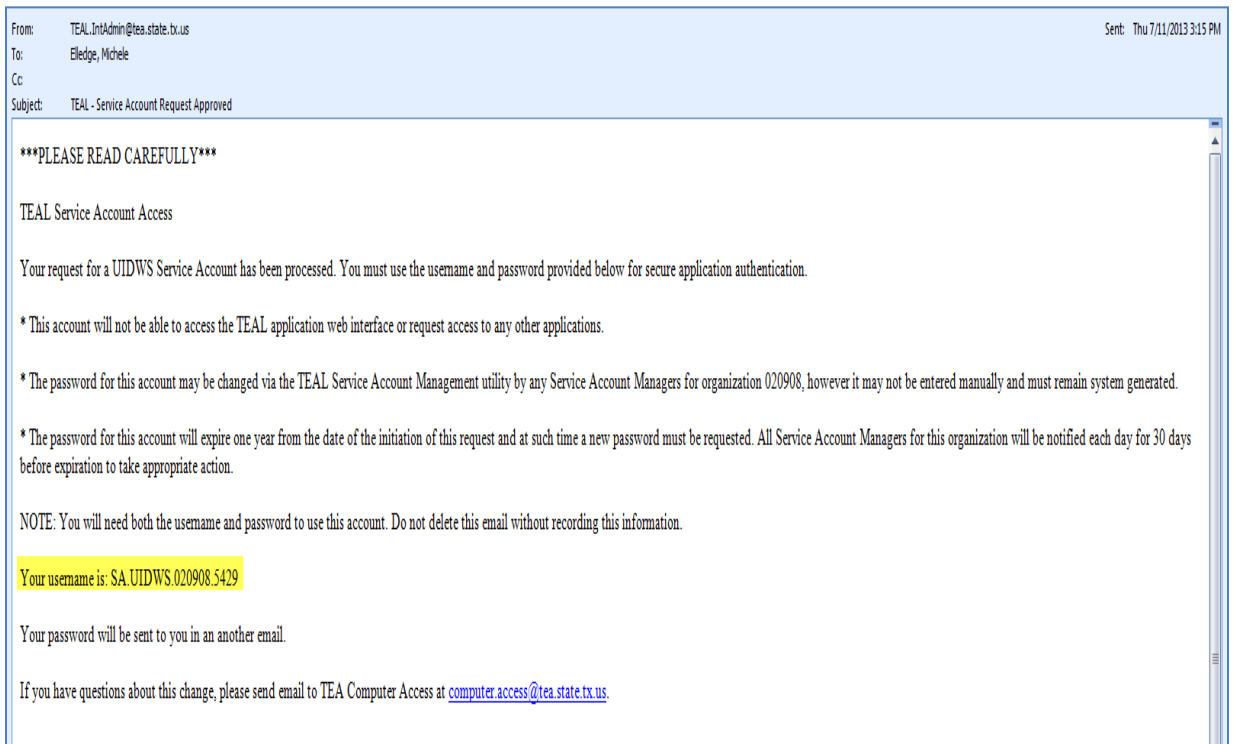 From: TEAL.IntAdmin@tea.state.tx.us Sent: Thu 7/11/2013 3:15 PM
To: Elledge, Michele
Cc:
Subject: TEAL - Service Account Request Approved
***PLEASE READ CAREFULLY***
TEAL Service Account Access
Your request for a UIDWS Service Account has been processed. You must use the username and password provided below for secure application authentication.
* This account will not be able to access the TEAL application web interface or request access to any other applications.
* The password for this account may be changed via the TEAL Service Account Management utility by any Service Account Managers for organization 020908, however it may not be entered manually and must remain system generated.
* The password for this account will expire one year from the date of the initiation of this request and at such time a new password must be requested. All Service Account Managers for this organization will be notified each day for 30 days
before expiration to take appropriate action.
NOTE: You will need both the username and password to use this account. Do not delete this email without recording this information.
Your username is: SA.UIDWS.020908.5429
Your password will be sent to you in an another email.
If you have questions about this change, please send email to TEA Computer Access at computer.access@tea.state.tx.us.